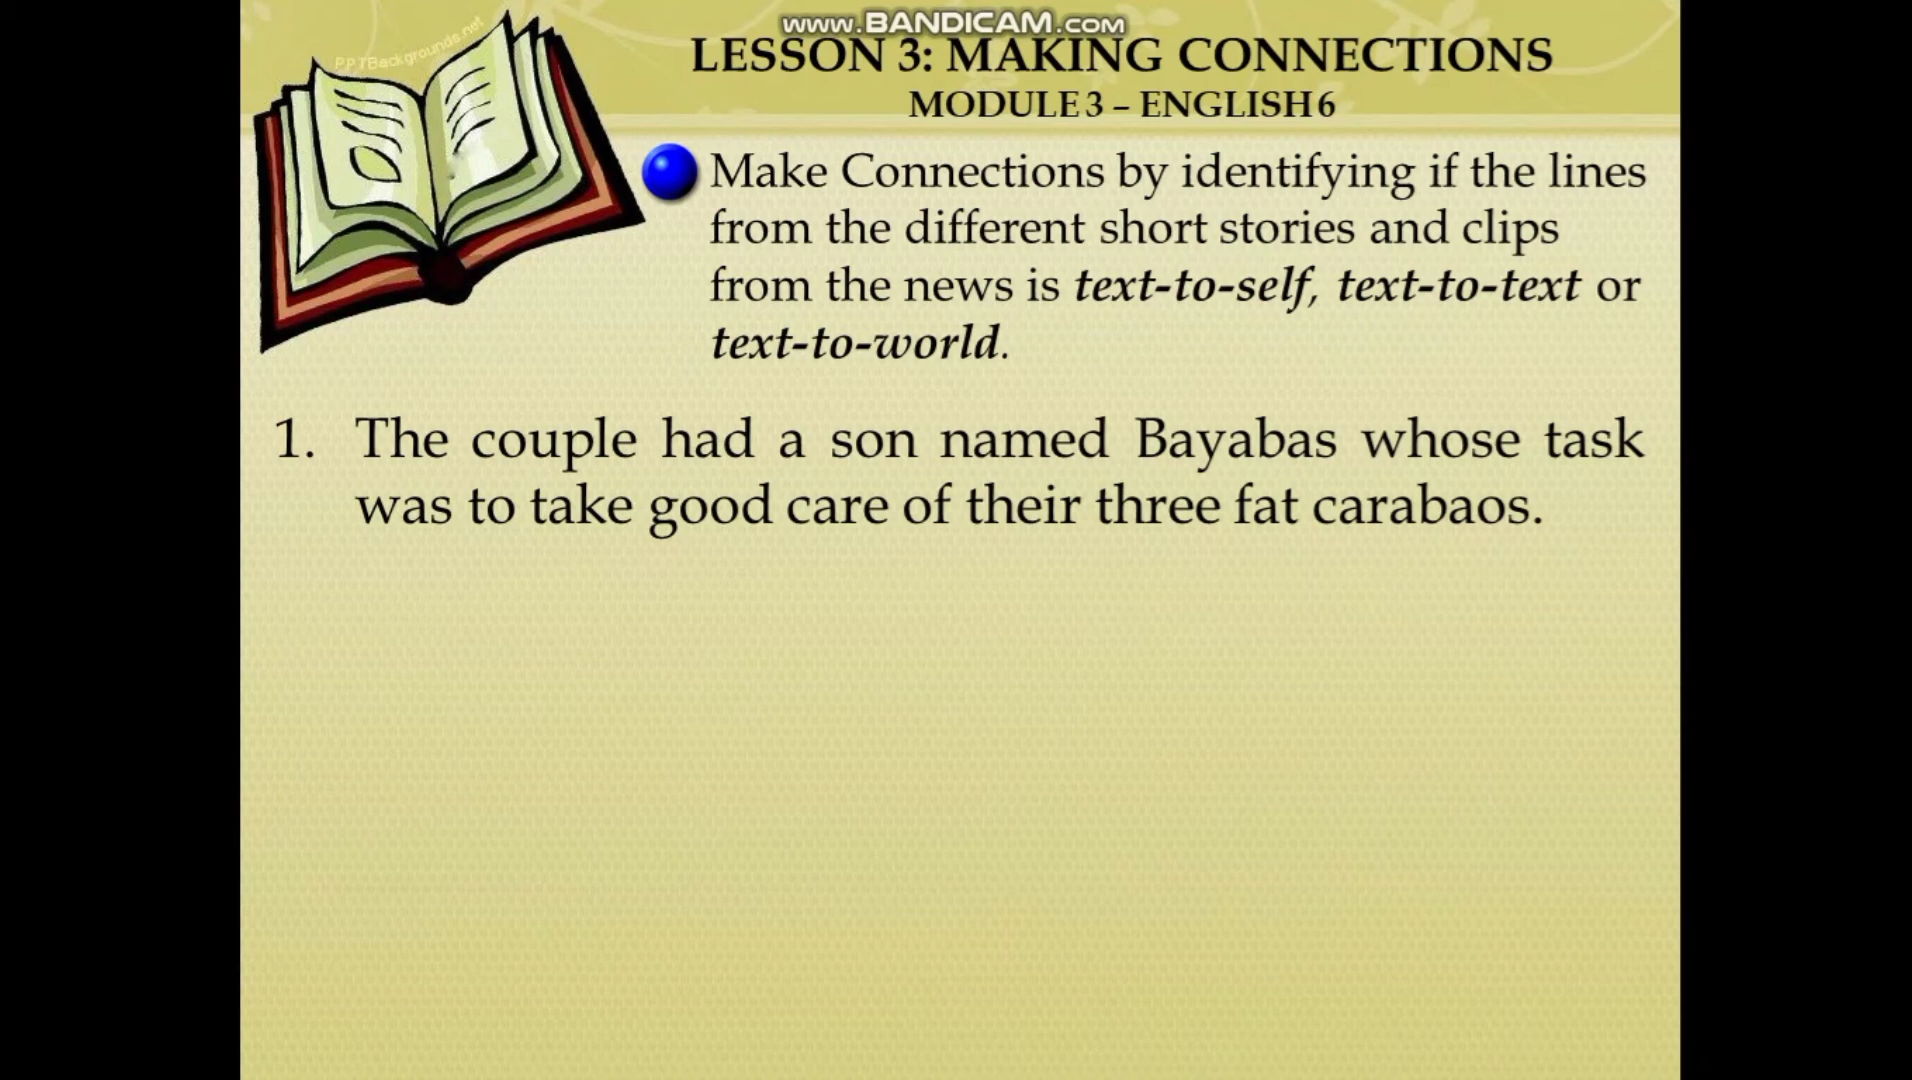 www.BANDICAM.com
PPTBackgrounds.net
LESSON 3: MAKING CONNECTIONS
MODULE 3 – ENGLISH 6
Make Connections by identifying if the lines
from the different short stories and clips
from the news is text-to-self, text-to-text or
text-to-world.
1. The couple had a son named Bayabas whose task
was to take good care of their three fat carabaos.